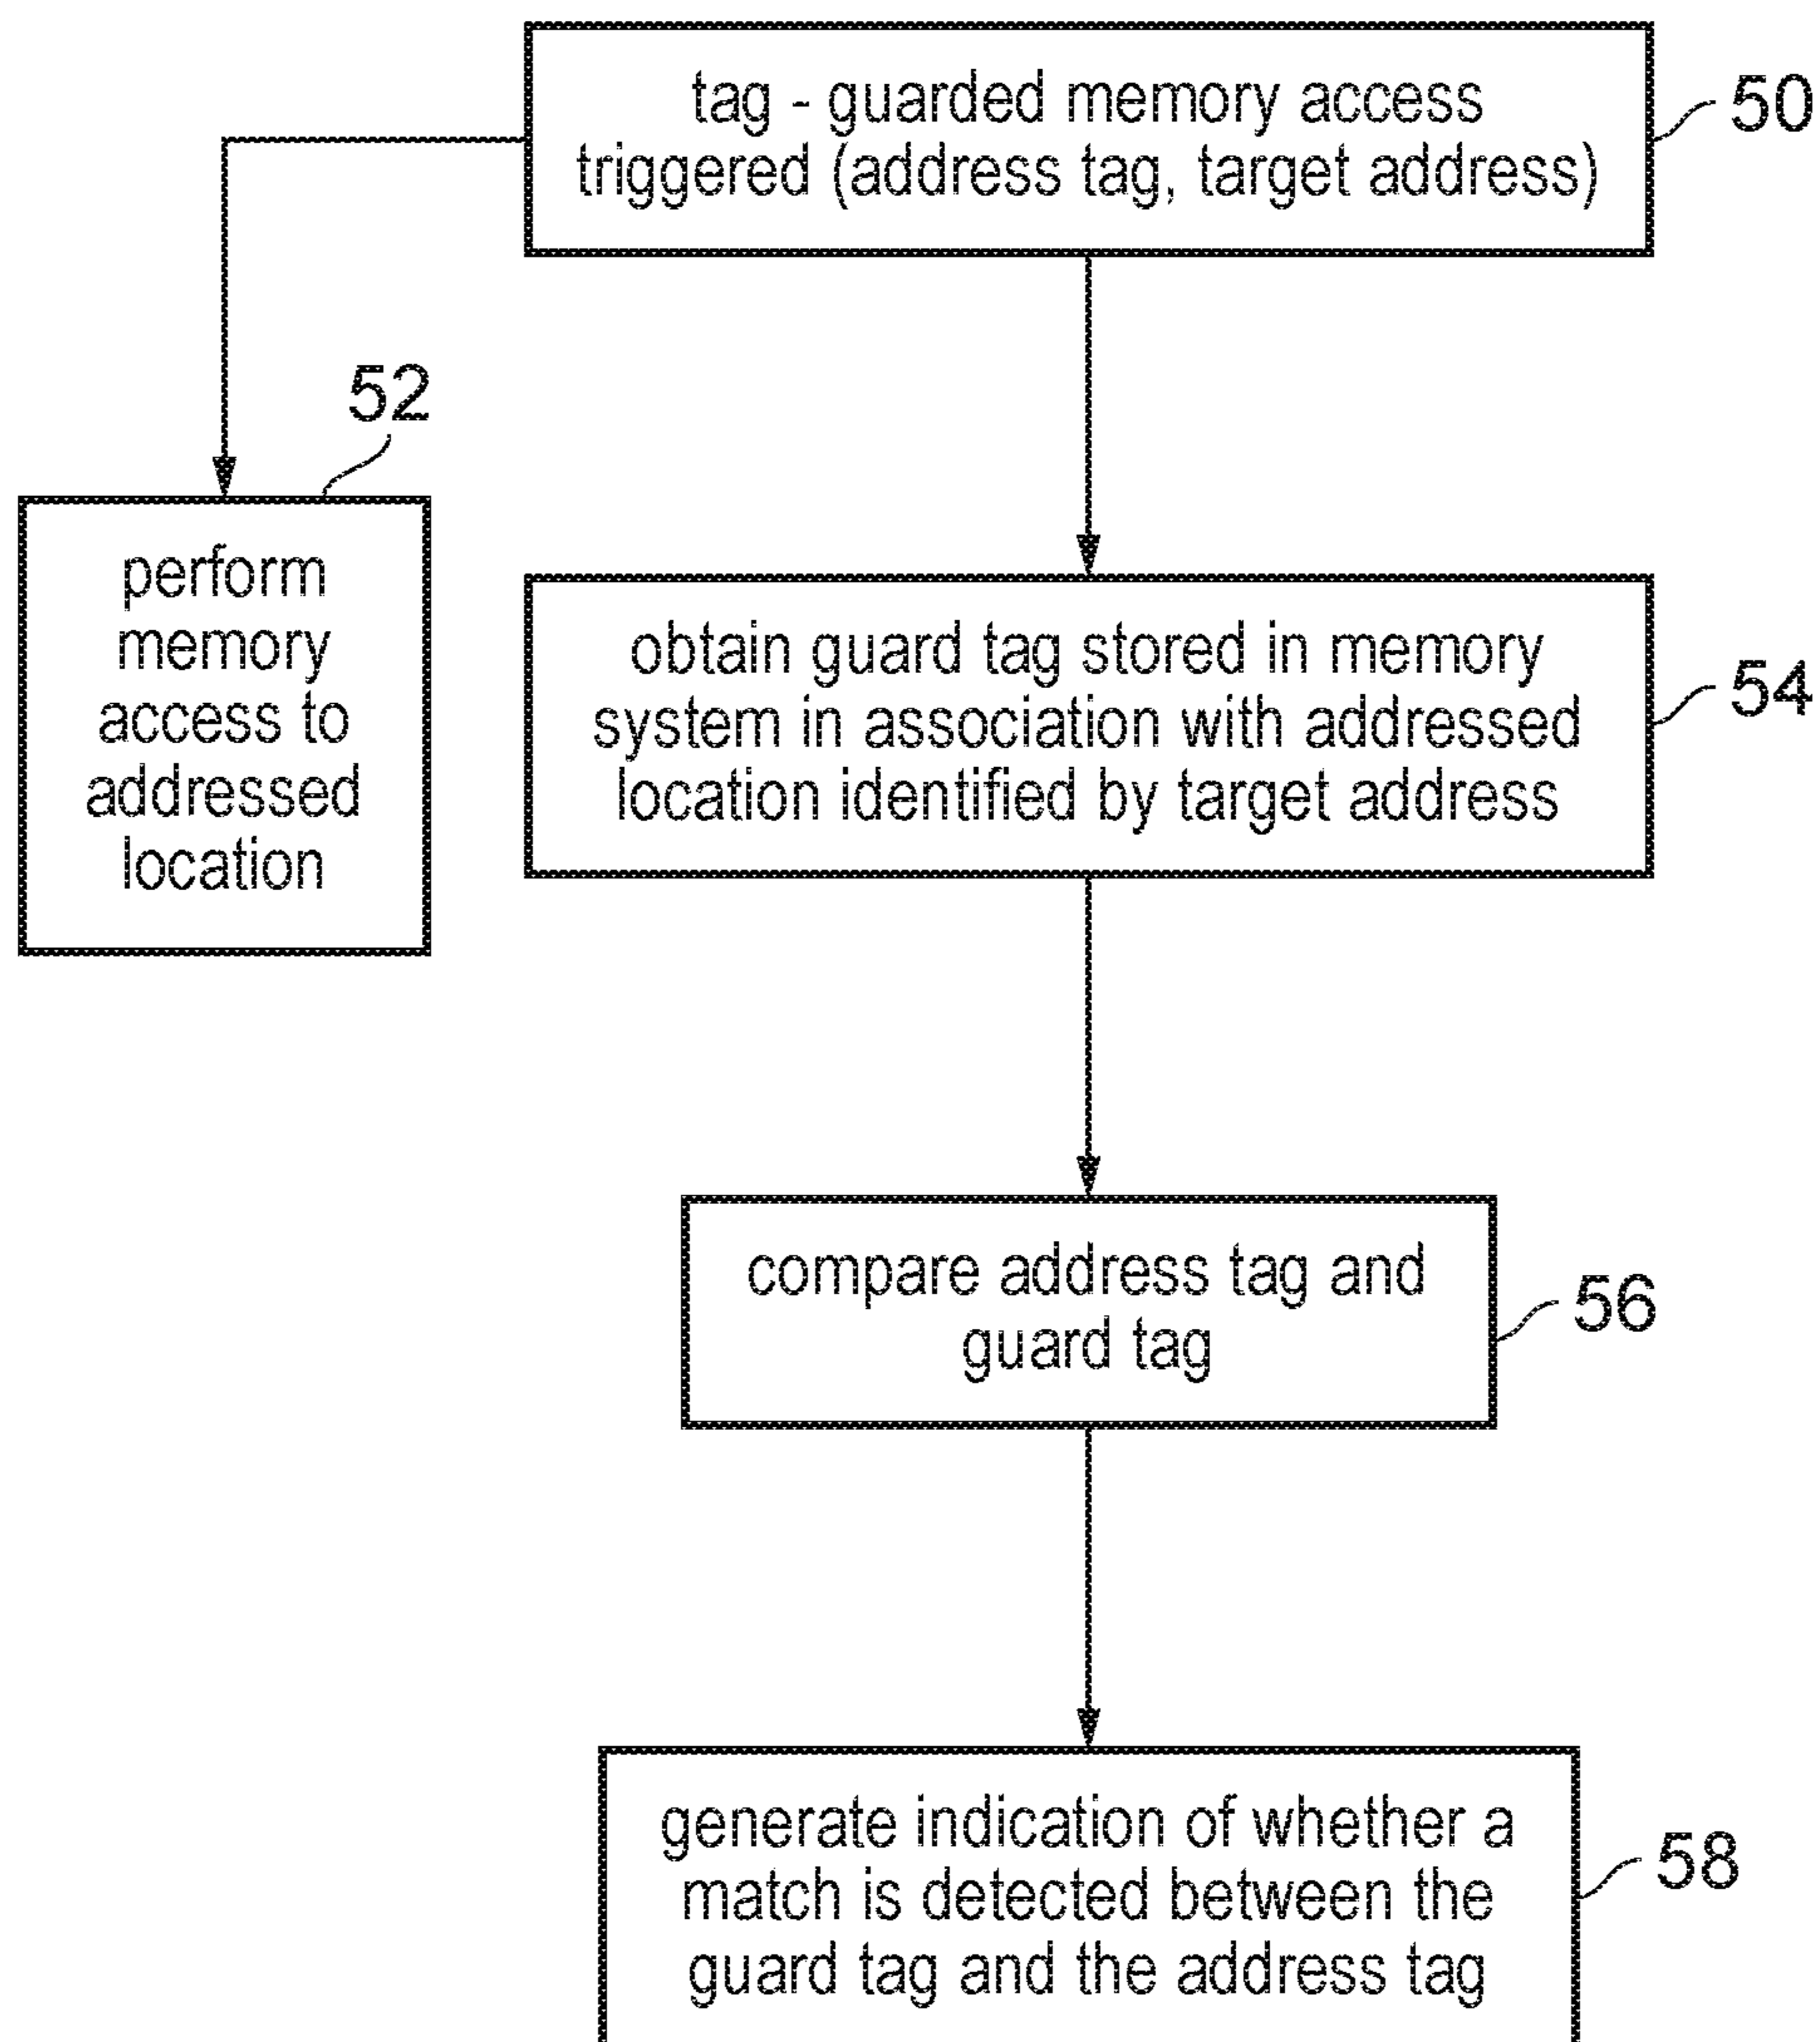 tag - guarded memory access
triggered (address tag, target address)
50
52
perform
memory
access to
addressed
location
obtain guard tag stored in memory
system in association with addressed
location identified by target address
54
compare address tag and
guard tag
56
generate indication of whether a
match is detected between the
guard tag and the address tag
58